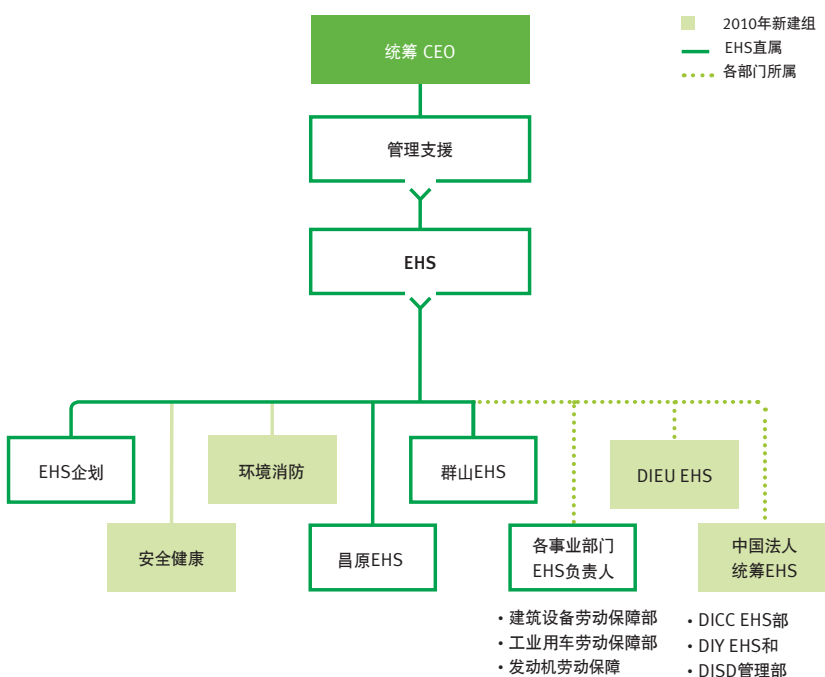 统筹 CEO
2010年新建组
EHS直属
各部门所属
管理支援
EHS
EHS企划
环境消防
群山EHS
DIEU EHS
安全健康
昌原EHS
各事业部门
EHS负责人
中国法人
统筹EHS
• 建筑设备劳动保障部
• 工业用车劳动保障部
• 发动机劳动保障
• DICC EHS部
• DIY EHS和
• DISD管理部